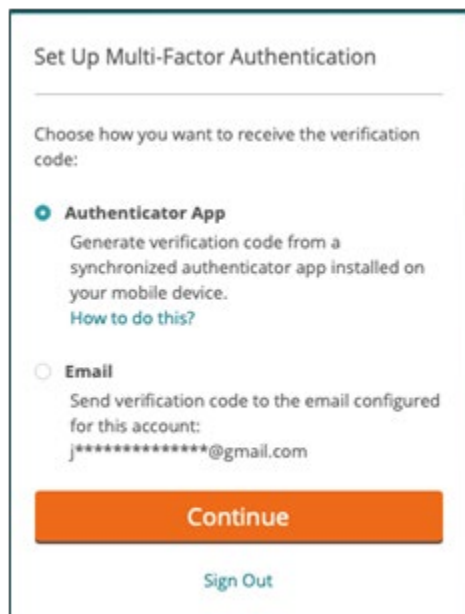 Set Up Multi-Factor Authentication
Choose how you want to receive the verification
code:
Authenticator App
Generate verification code from a
synchronized authenticator app installed on
your mobile device.
How to do this?
Email
Send verification code to the email configured
for this account:
j**************@gmail.com
Continue
Sign Out